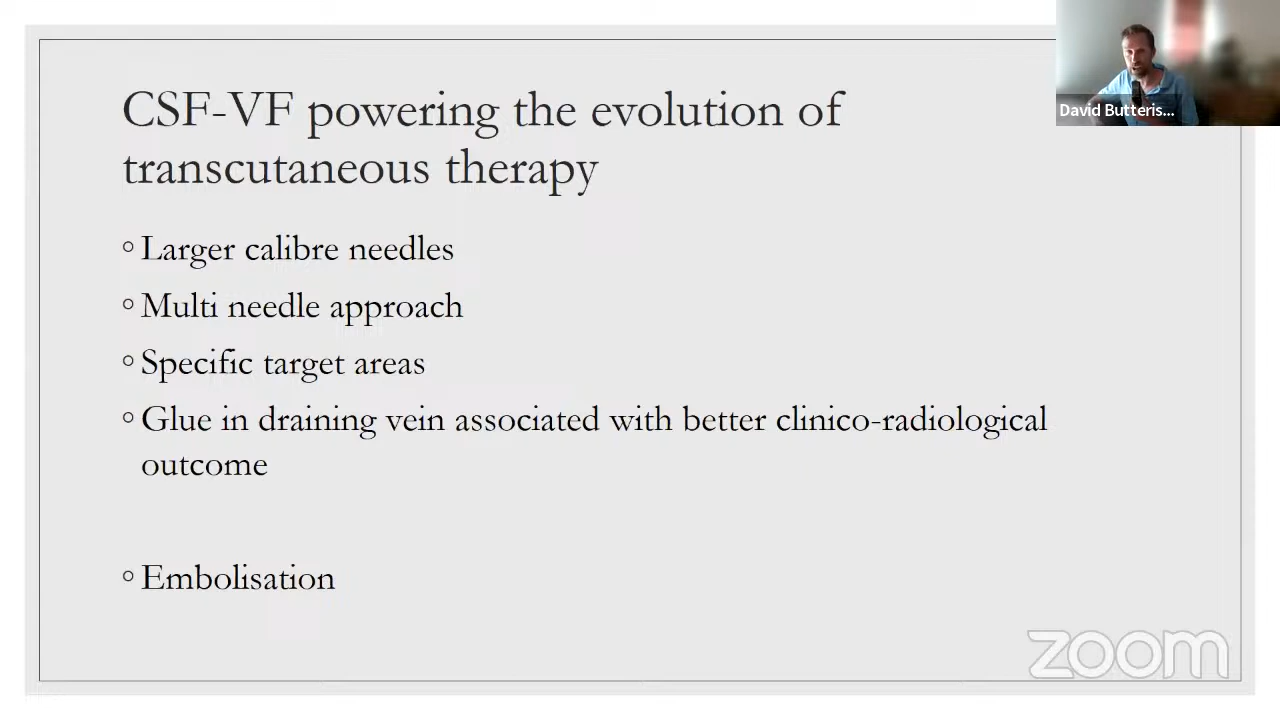 CSF-VF powering the evolution of
transcutaneous therapy
David Butteris...
Larger calibre needles
Multi needle approach
Specific target areas
Glue in draining vein associated with better clinico-radiological
outcome
Embolisation
zoom